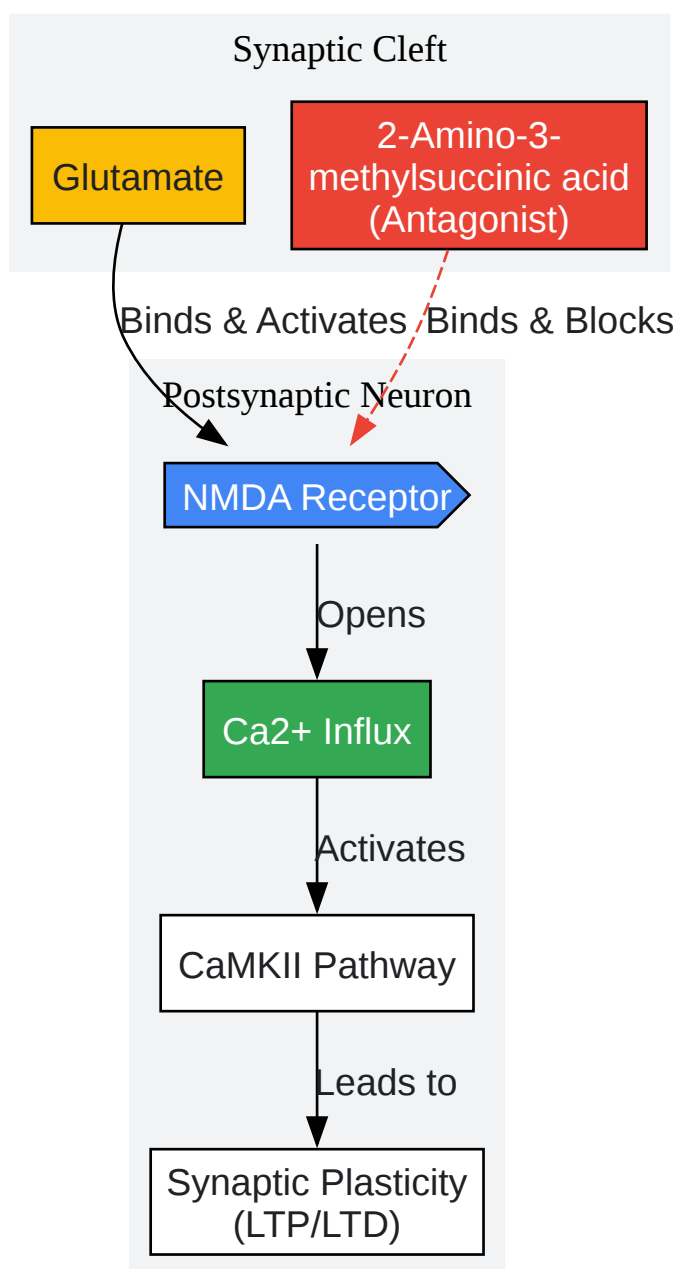 Synaptic Cleft
Glutamate
2-Amino-3-
methylsuccinic acid
(Antagonist)
Binds & Activates
Binds & Blocks
Postsynaptic Neuron
NMDA Receptor
Opens
Ca2+ Influx
Activates
CaMKII Pathway
Leads to
Synaptic Plasticity
(LTP/LTD)